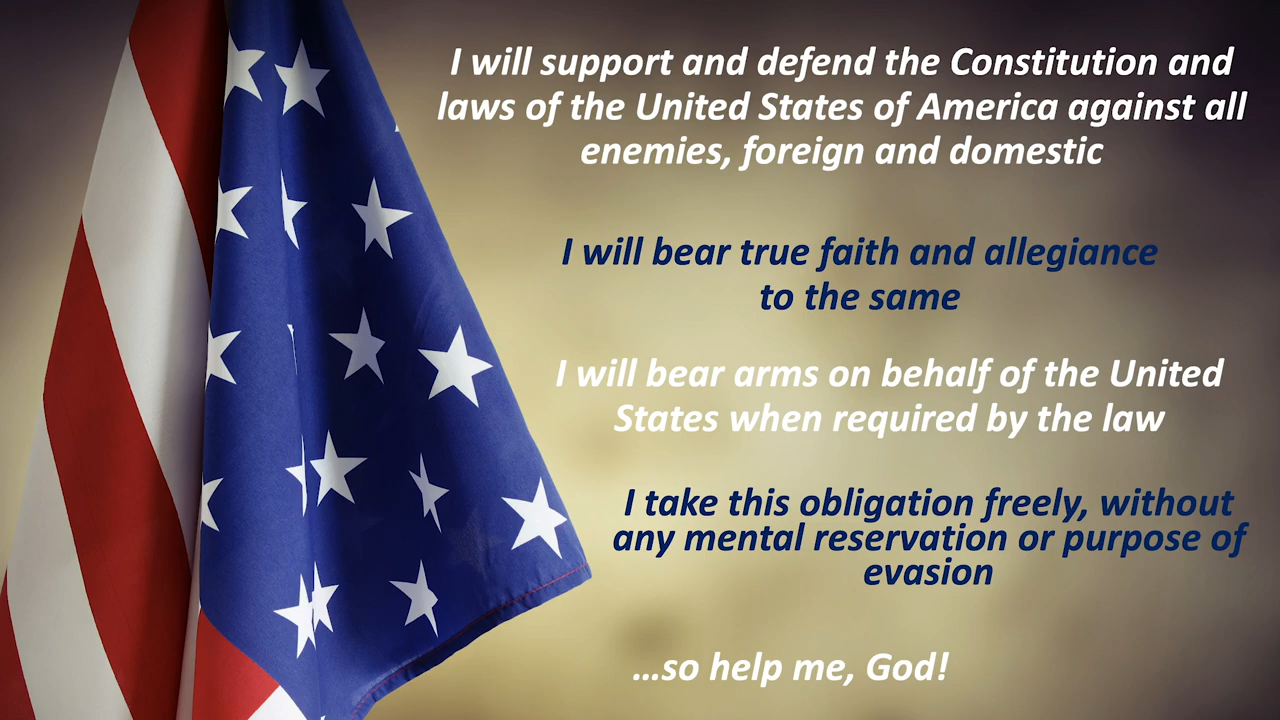 I will support and defend the Constitution and
laws of the United States of America against all
enemies, foreign and domestic
I will bear true faith and allegiance
to the same
I will bear arms on behalf of the United
States when required by the law
I take this obligation freely, without
any mental reservation or purpose of
evasion
...so help me, God!